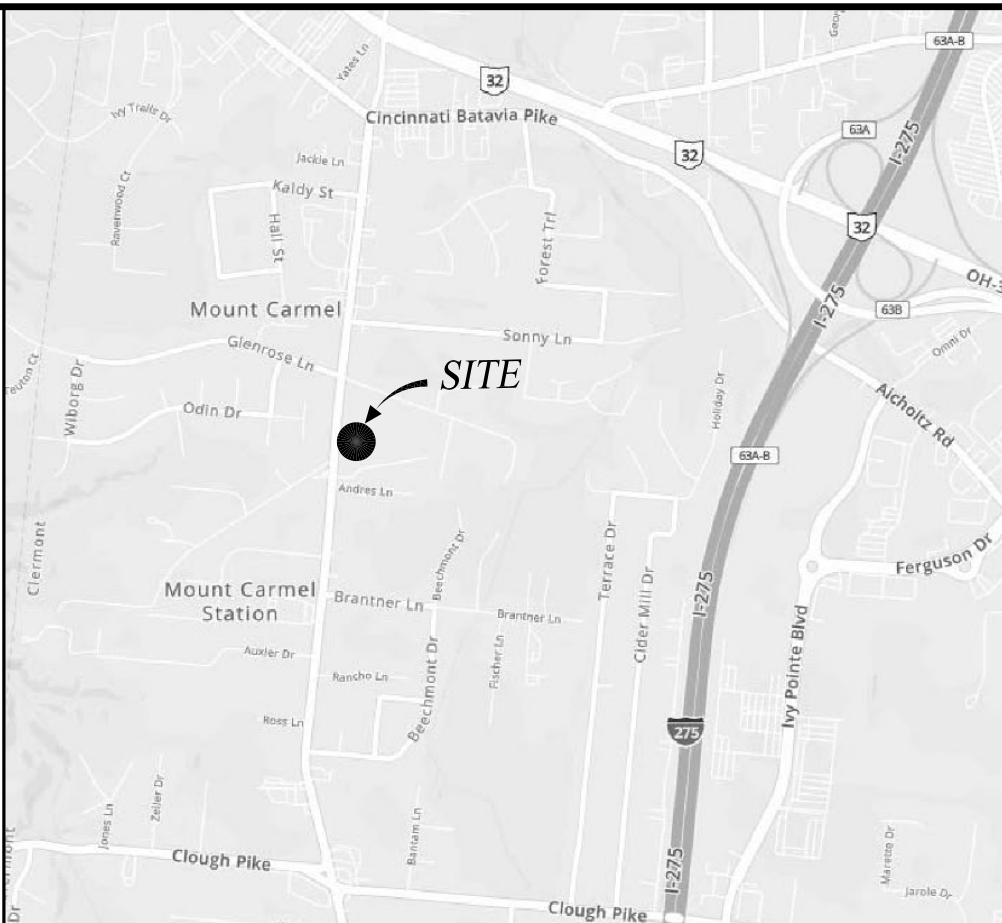 63A-B
Yates Ln
32
Cincinnati Batavia Pike
Ivy Trails Dr
63A
I-275
32
Jackie Ln
Kaldy St
Ravenwood Ct
Hall St
Forest Trl
32
OH-3
Mount Carmel
63B
I-275
Sonny Ln
Glenrose Ln
Omni Dr
SITE
Wiborg Dr
Odin Dr
Holiday Dr
Aicholtz Rd
63A-B
Andres Ln
Clermont
Beechmont Dr
Terrace Dr
Ferguson Dr
Mount Carmel
Station
Brantner Ln
Brantner Ln
Cider Mill Dr
I-275
Auxler Dr
Fischer Ln
Rancho Ln
Beechmont Dr
Ivy Pointe Blvd
Ross Ln
275
Jones Ln
Zeller Dr
Bantam Ln
Marette Dr
Clough Pike
I-275
Jarole Dr
Clough Pike
Dr